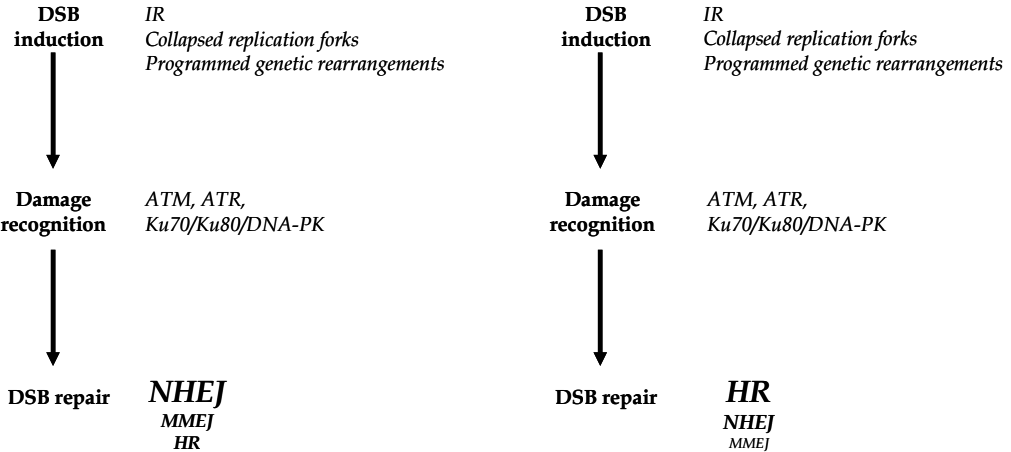 DSB induction
IR
Collapsed replication forks
Programmed genetic rearrangements
Damage recognition
ATM, ATR,
Ku70/Ku80/DNA-PK
DSB repair
NHEJ
MMEJ
HR
DSB induction
IR
Collapsed replication forks
Programmed genetic rearrangements
Damage recognition
ATM, ATR,
Ku70/Ku80/DNA-PK
DSB repair
HR
NHEJ
MMEJ